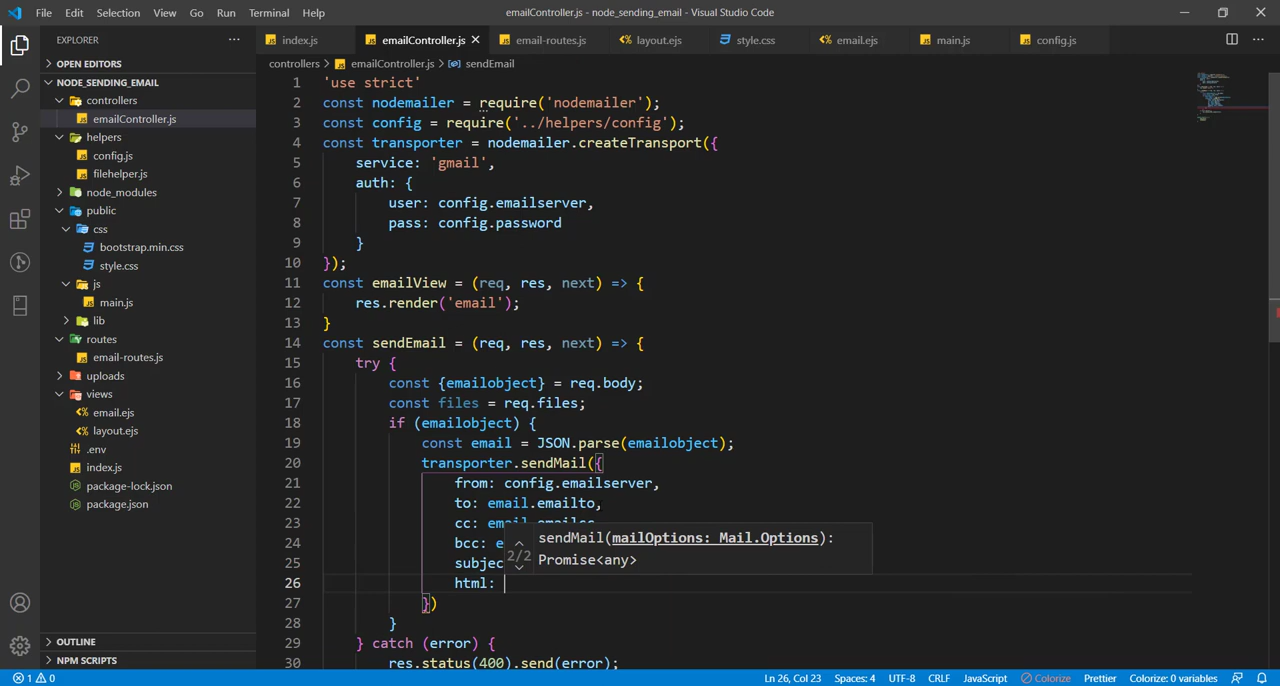 File Edit Selection View Go Run Terminal Help
emailController.js - node_sending_email - Visual Studio Code
EXPLORER
index.js emailController.js email-routes.js layout.ejs style.css email.ejs main.js config.js
controllers > emailController.js > sendEmail
OPEN EDITORS
NODE_SENDING_EMAIL
controllers
emailController.js
helpers
config.js
filehelper.js
node_modules
public
css
bootstrap.min.css
style.css
js
main.js
lib
routes
email-routes.js
uploads
views
email.ejs
layout.ejs
.env
index.js
package-lock.json
package.json
OUTLINE
NPM SCRIPTS
1 'use strict'
2 const nodemailer = require('nodemailer');
3 const config = require('../helpers/config');
4 const transporter = nodemailer.createTransport({
5 service: 'gmail',
6 auth: {
7 user: config.emailserver,
8 pass: config.password
9 }
10 });
11 const emailView = (req, res, next) => {
12 res.render('email');
13 }
14 const sendEmail = (req, res, next) => {
15 try {
16 const {emailobject} = req.body;
17 const files = req.files;
18 if (emailobject) {
19 const email = JSON.parse(emailobject);
20 transporter.sendMail({
21 from: config.emailserver,
22 to: email.emailto,
23 cc: email.emailcc,
24 bcc: e
25 subjec
26 html:
27 })
28 }
29 } catch (error) {
30 res.status(400).send(error);
sendMail(mailOptions: Mail.Options):
2/2 Promise<any>
1 0 Ln 26, Col 23 Spaces: 4 UTF-8 CRLF JavaScript Colorize Prettier Colorize: 0 variables